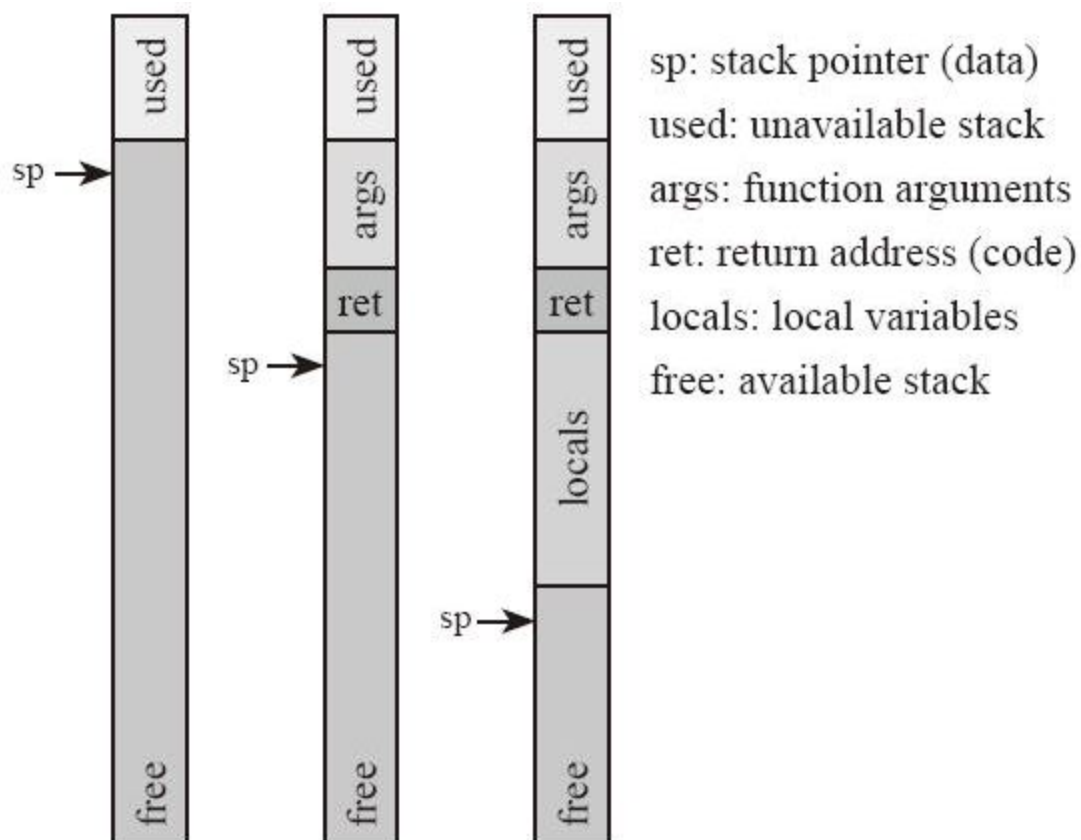 used
sp
free
used
args
ret
sp
free
used
args
ret
locals
sp
free
sp: stack pointer (data)
used: unavailable stack
args: function arguments
ret: return address (code)
locals: local variables
free: available stack